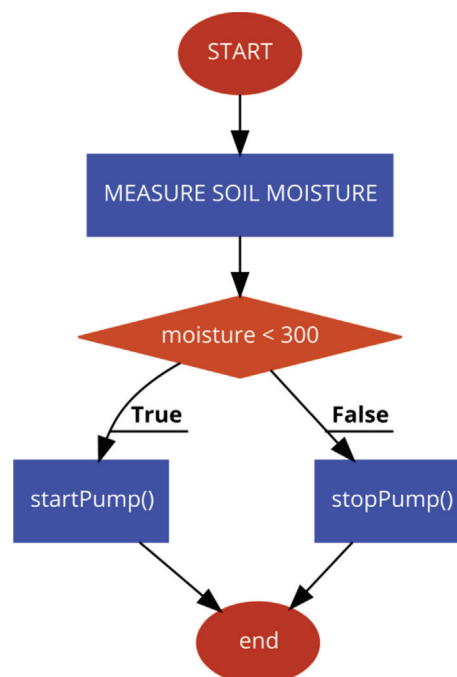 START
MEASURE SOIL MOISTURE
moisture < 300
True
False
startPump()
stopPump()
end